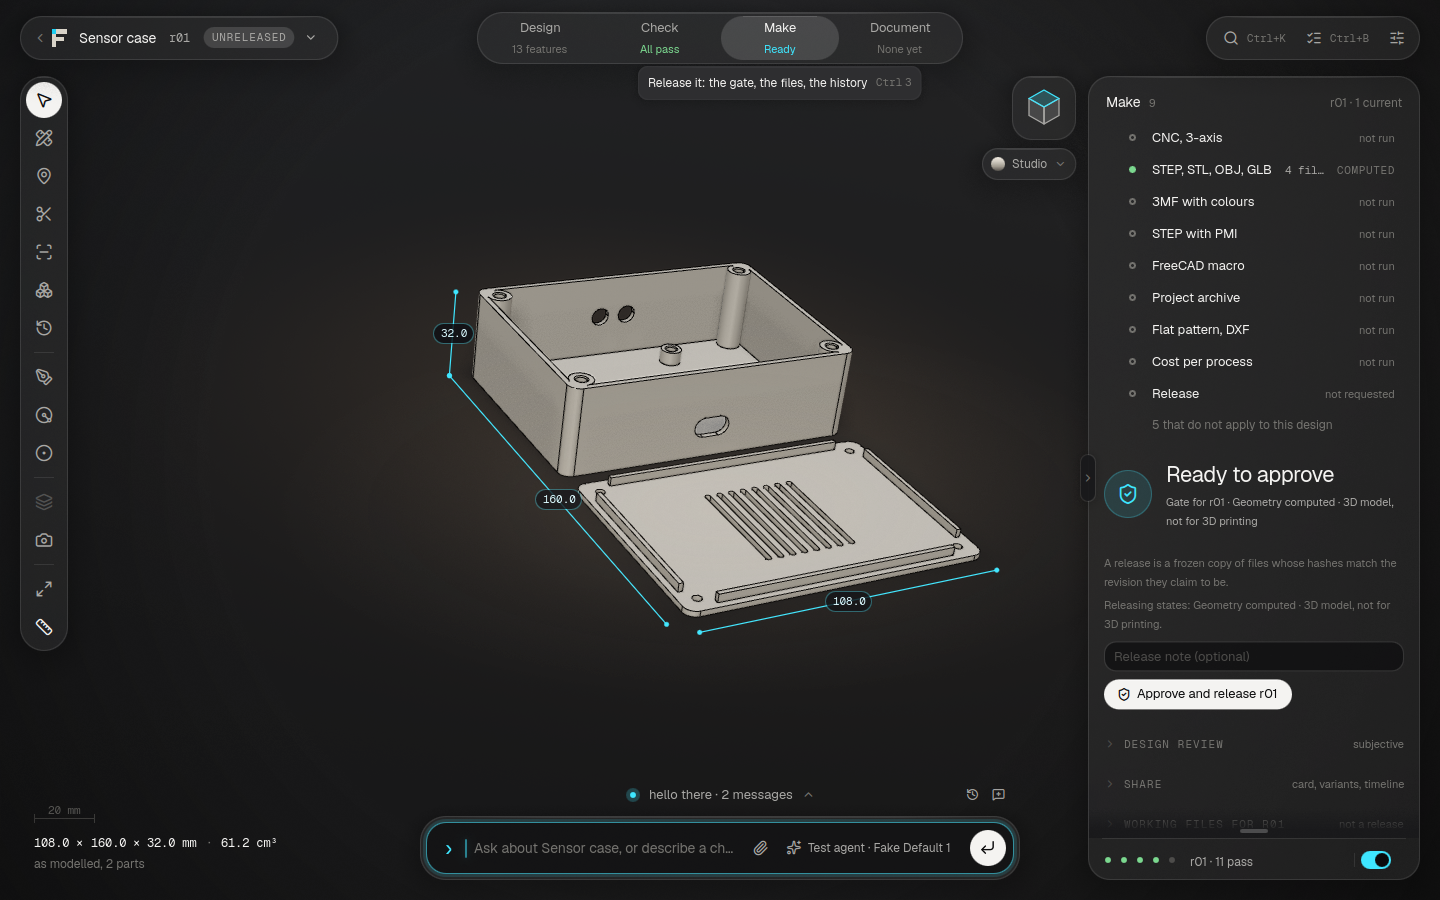 Sensor case r01 UNRELEASED
Design Check Make Document
13 features All pass Ready None yet
Ctrl+K Ctrl+B
Release it: the gate, the files, the history Ctrl 3
Studio
Make 9 r01 · 1 current
CNC, 3-axis not run
STEP, STL, OBJ, GLB 4 fil… COMPUTED
3MF with colours not run
STEP with PMI not run
FreeCAD macro not run
Project archive not run
Flat pattern, DXF not run
Cost per process not run
Release not requested
5 that do not apply to this design
Ready to approve
Gate for r01 · Geometry computed · 3D model,
not for 3D printing
A release is a frozen copy of files whose hashes match the
revision they claim to be.
Releasing states: Geometry computed · 3D model, not for
3D printing.
Release note (optional)
Approve and release r01
DESIGN REVIEW subjective
SHARE card, variants, timeline
WORKING FILES FOR R01 not a release
r01 · 11 pass
32.0
160.0
108.0
20 mm
108.0 × 160.0 × 32.0 mm · 61.2 cm³
as modelled, 2 parts
hello there · 2 messages
Ask about Sensor case, or describe a ch…
Test agent · Fake Default 1